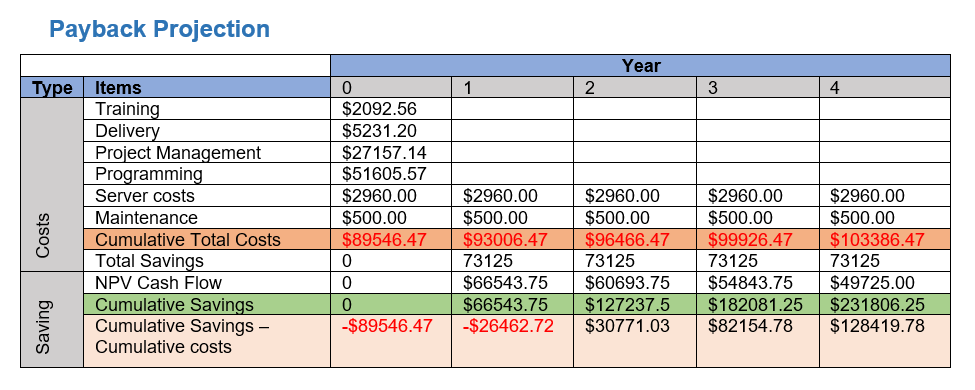 Payback Projection
Year
Type Items 0 1 2 3 4
Training $2092.56
Delivery $5231.20
Project Management $27157.14
Programming $51605.57
Server costs $2960.00 $2960.00 $2960.00 $2960.00 $2960.00
Maintenance $500.00 $500.00 $500.00 $500.00 $500.00
Costs
Cumulative Total Costs $89546.47 $93006.47 $96466.47 $99926.47 $103386.47
Total Savings 0 73125 73125 73125 73125
NPV Cash Flow 0 $66543.75 $60693.75 $54843.75 $49725.00
Cumulative Savings 0 $66543.75 $127237.5 $182081.25 $231806.25
Saving
Cumulative Savings – -$89546.47 -$26462.72 $30771.03 $82154.78 $128419.78
Cumulative costs